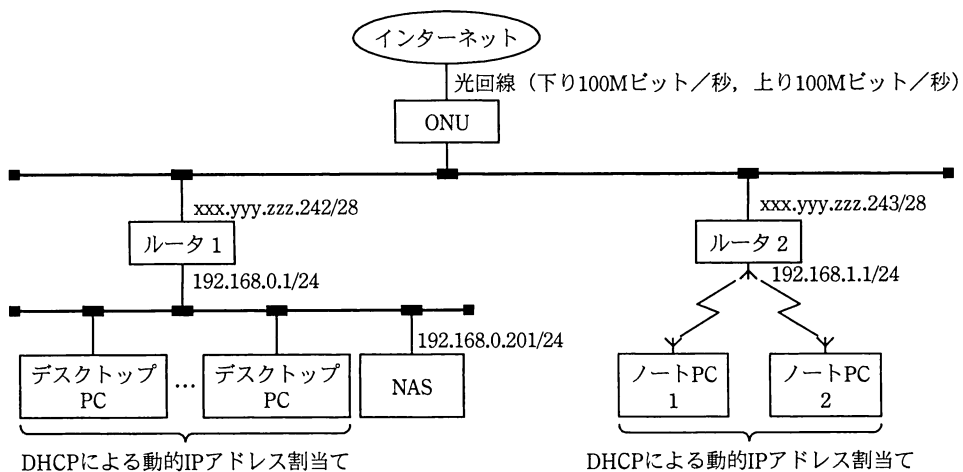 インターネット
光回線（下り100Mビット／秒，上り100Mビット／秒）
ONU
xxx.yyy.zzz.242/28
xxx.yyy.zzz.243/28
ルータ1
ルータ2
192.168.0.1/24
192.168.1.1/24
192.168.0.201/24
デスクトップ
PC
…
デスクトップ
PC
NAS
ノートPC
1
ノートPC
2
DHCPによる動的IPアドレス割当て
DHCPによる動的IPアドレス割当て